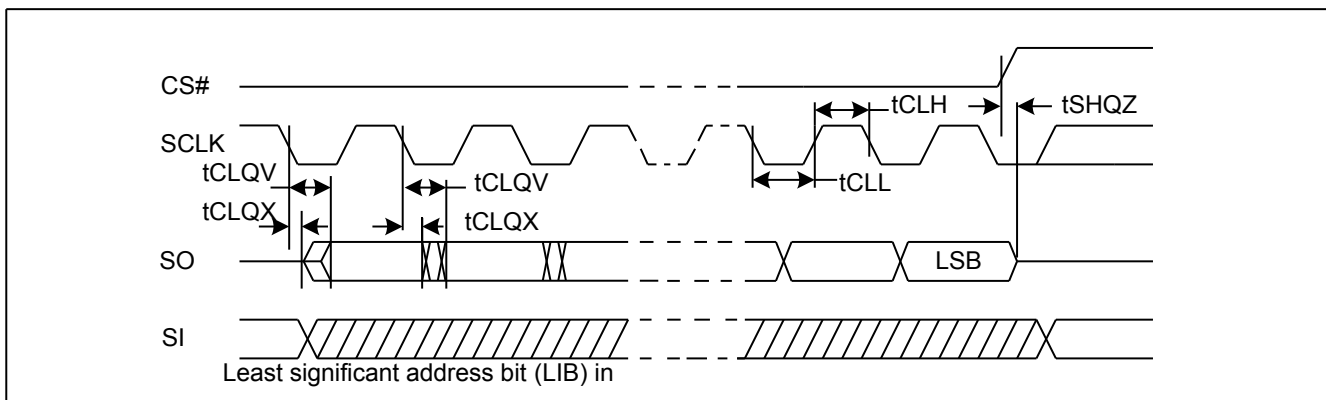 CS#
tCLH
tSHQZ
SCLK
tCLQV
tCLQV
tCLL
tCLQX
tCLQX
SO
LSB
SI
Least significant address bit (LIB) in